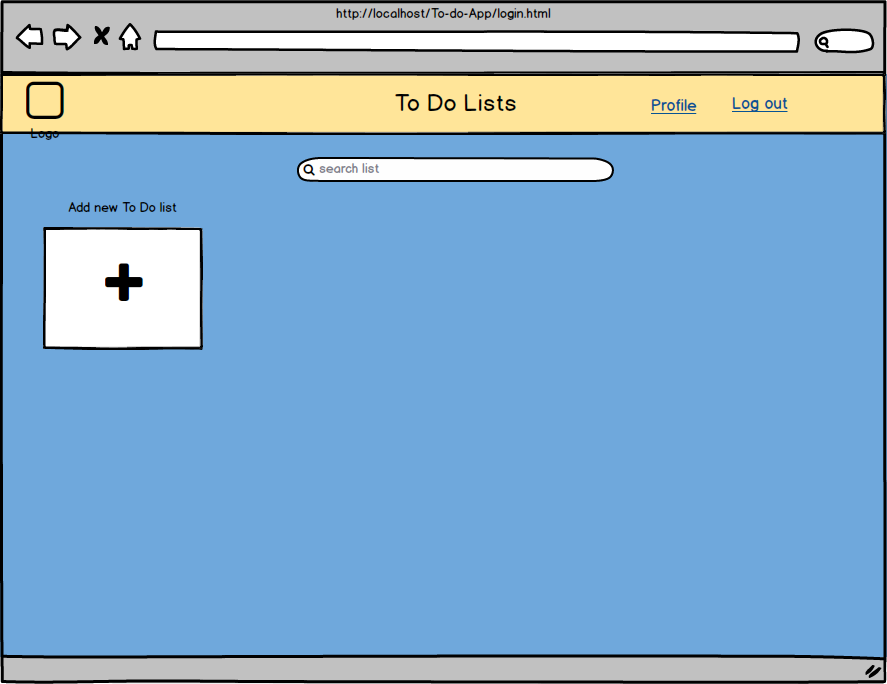 http://localhost/To-do-App/login.html
To Do Lists
Profile
Log out
Logo
search list
Add new To Do list